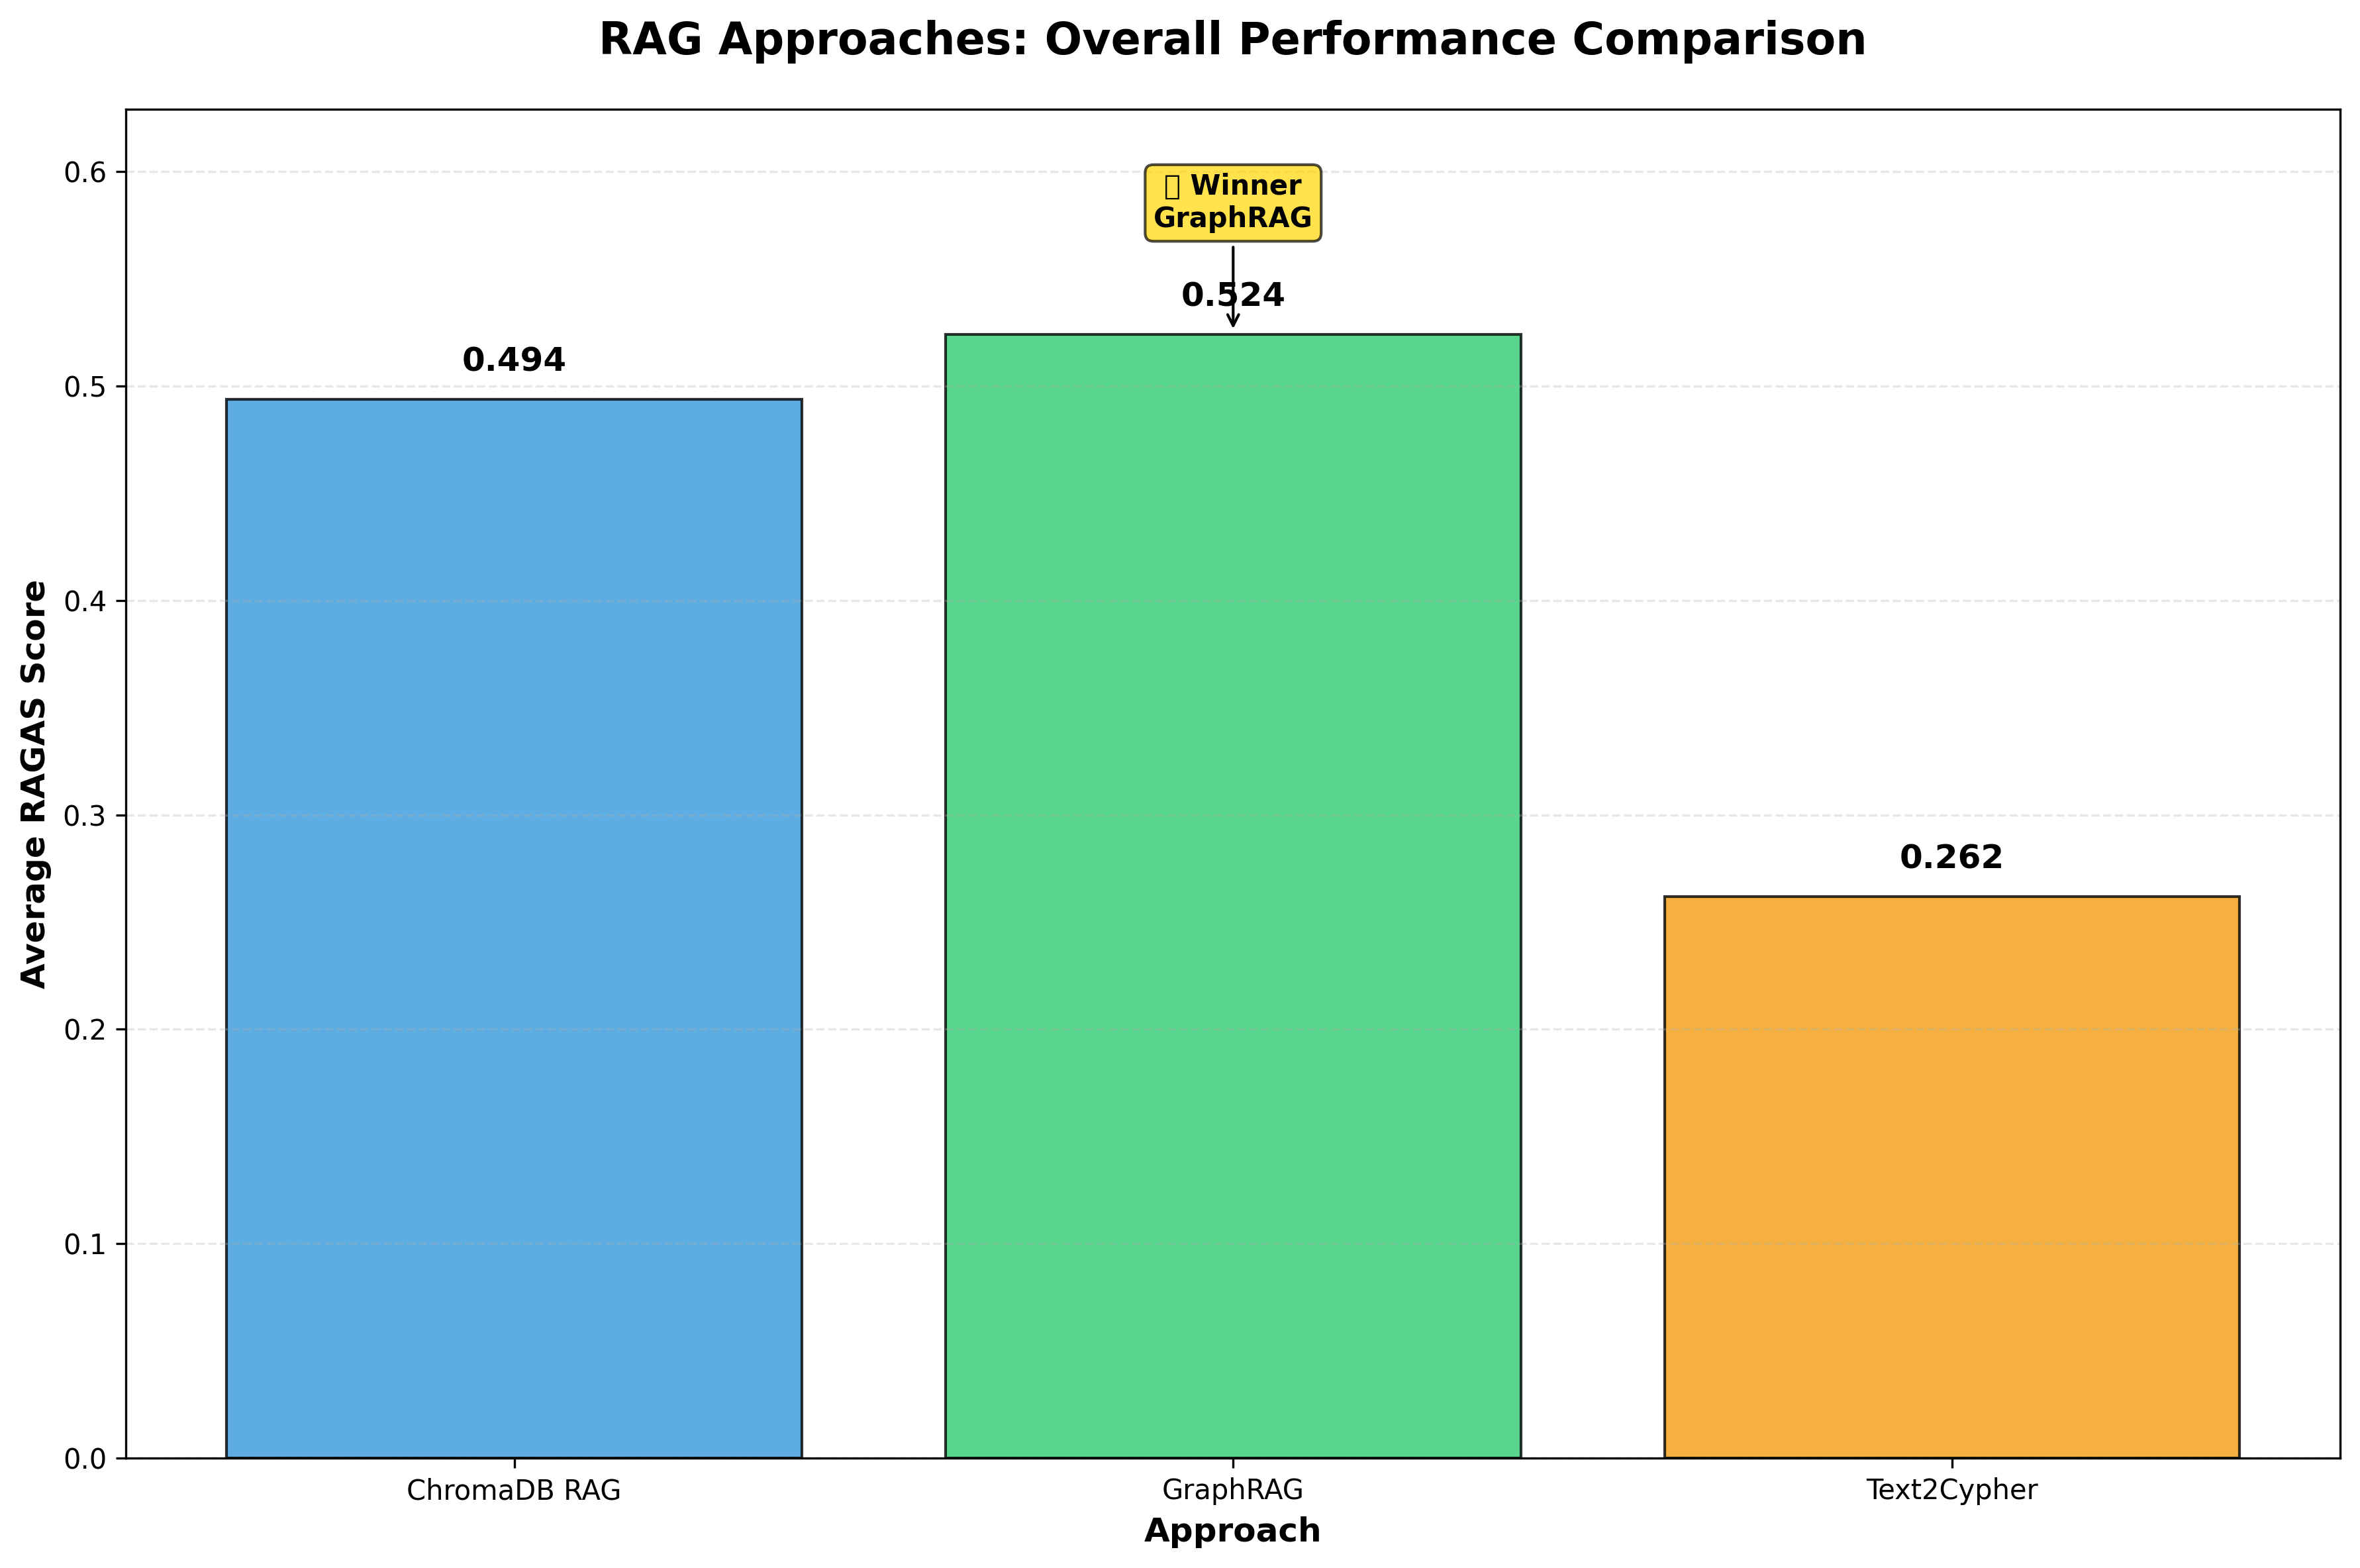 RAG Approaches: Overall Performance Comparison
0.6
Winner
GraphRAG
0.524
0.494
0.5
0.4
Average RAGAS Score
0.3
0.262
0.2
0.1
0.0
ChromaDB RAG
GraphRAG
Text2Cypher
Approach